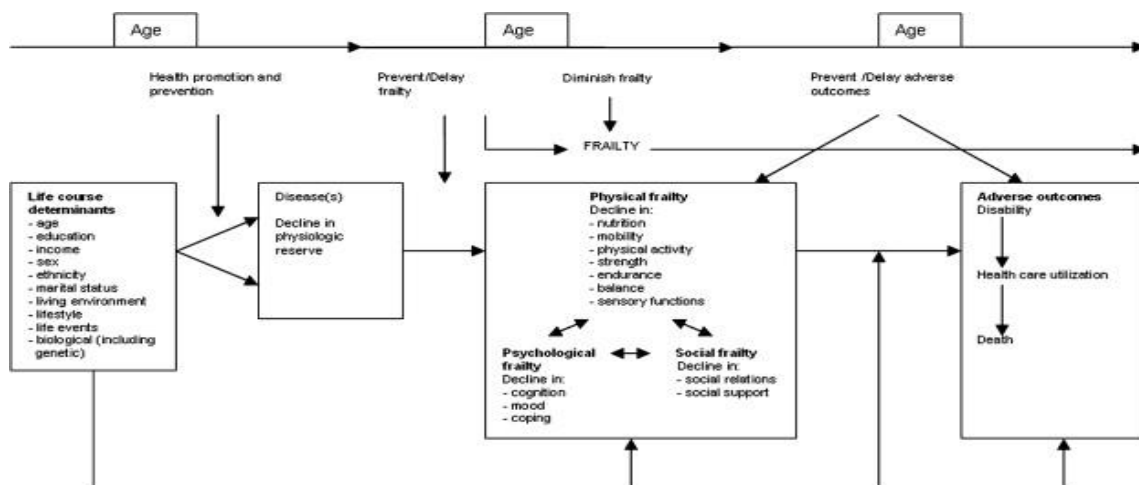 Age
Age
Age
Health promotion and
prevention
Prevent/Delay
frailty
Diminish frailty
Prevent /Delay adverse
outcomes
FRAILTY
Life course
determinants
- age
- education
- income
- sex
- ethnicity
- marital status
- living environment
- lifestyle
- life events
- biological (including
genetic)
Disease(s)
Decline in
physiologic
reserve
Physical frailty
Decline in:
- nutrition
- mobility
- physical activity
- strength
- endurance
- balance
- sensory functions
Psychological
frailty
Decline in:
- cognition
- mood
- coping
Social frailty
Decline in:
- social relations
- social support
Adverse outcomes
Disability
Health care utilization
Death